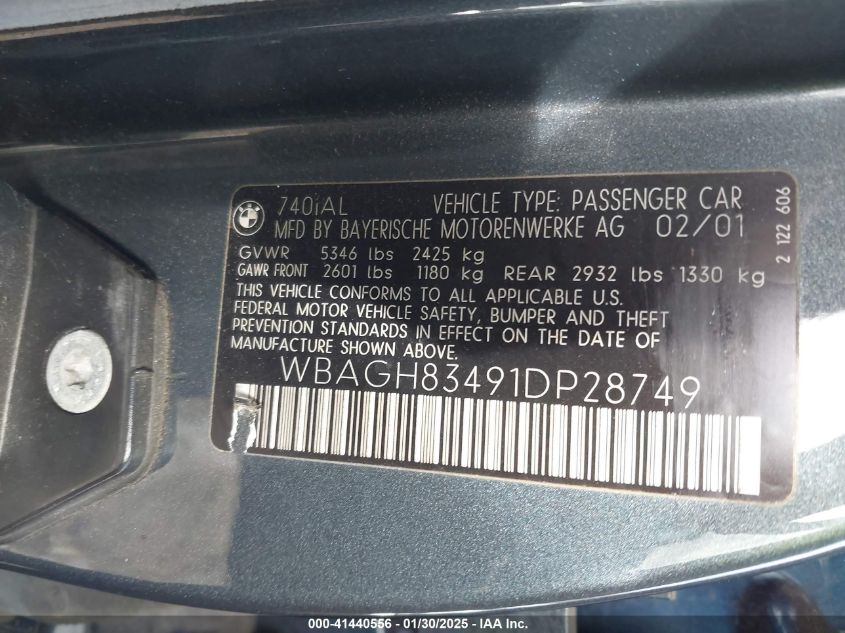 740iAL VEHICLE TYPE: PASSENGER CAR
MFD BY BAYERISCHE MOTORENWERKE AG 02/01
GVWR 5346 lbs 2425 kg
GAWR FRONT 2601 lbs 1180 kg REAR 2932 lbs 1330 kg
THIS VEHICLE CONFORMS TO ALL APPLICABLE U.S.
FEDERAL MOTOR VEHICLE SAFETY, BUMPER AND THEFT
PREVENTION STANDARDS IN EFFECT ON THE DATE OF
MANUFACTURE SHOWN ABOVE.
WBAGH83491DP28749
2 122 606
000-41440556 - 01/30/2025 - IAAI-US-PROD